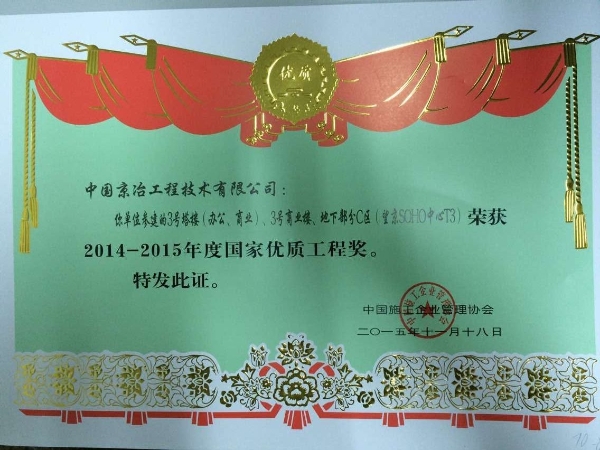 优质
中国京冶工程技术有限公司：
你单位参建的3号塔楼（办公、商业）、3号商业楼、地下部分C区（望京SOHO中心T3）荣获
2014-2015年度国家优质工程奖。
特发此证。
中国施工企业管理协会
二〇一五年十一月十八日